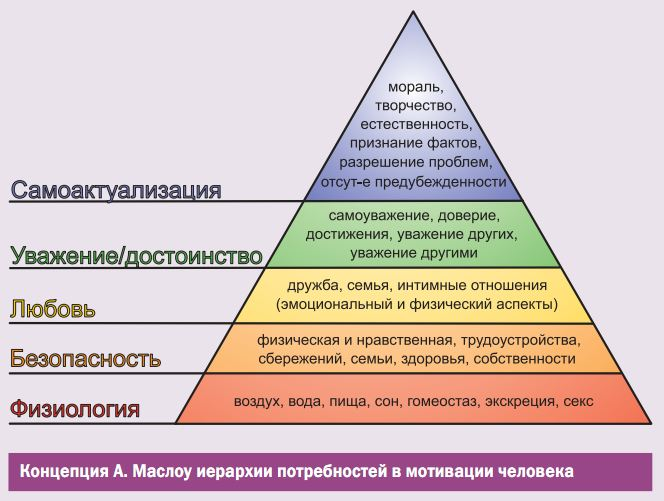 мораль,
творчество,
естественность,
признание фактов,
разрешение проблем,
отсут-е предубежденности
Самоактуализация
самоуважение, доверие,
достижения, уважение других,
уважение другими
Уважение/достоинство
дружба, семья, интимные отношения
(эмоциональный и физический аспекты)
Любовь
физическая и нравственная, трудоустройства,
сбережений, семьи, здоровья, собственности
Безопасность
воздух, вода, пища, сон, гомеостаз, экскреция, секс
Физиология
Концепция А. Маслоу иерархии потребностей в мотивации человека